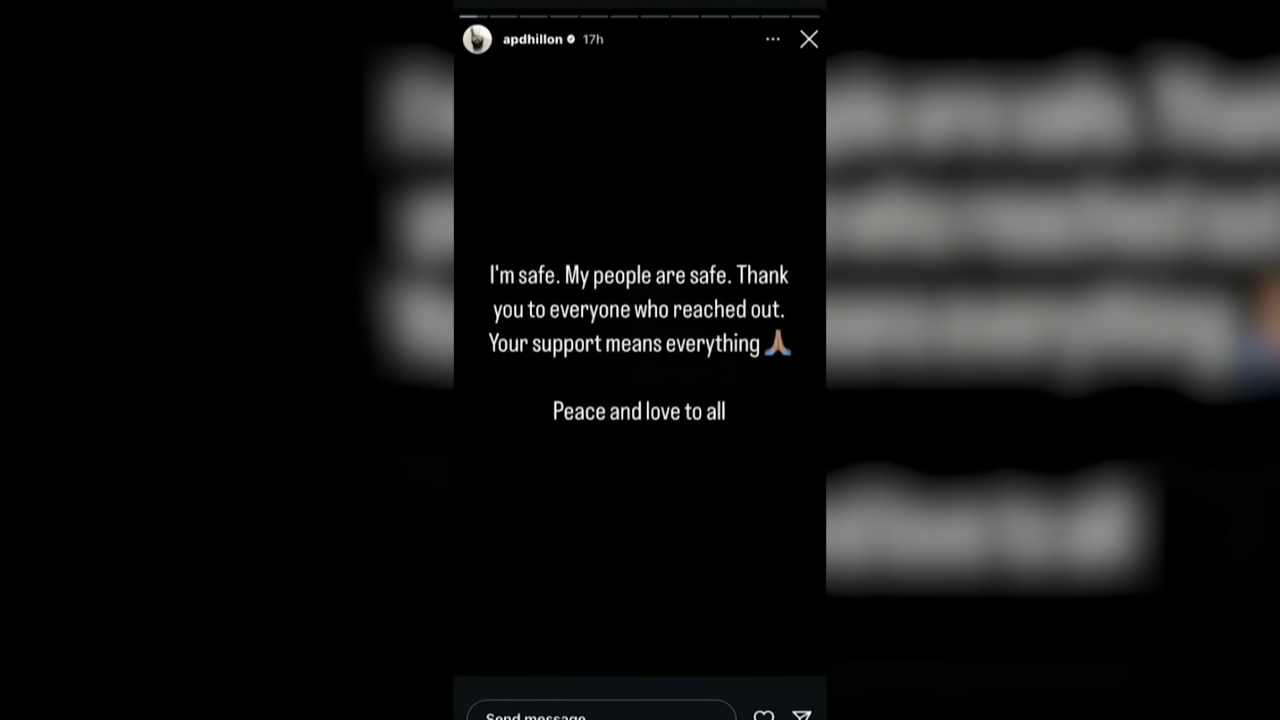 apdhillon 17h
I'm safe. My people are safe. Thank
you to everyone who reached out.
Your support means everything 🙏🏽
Peace and love to all
Send message